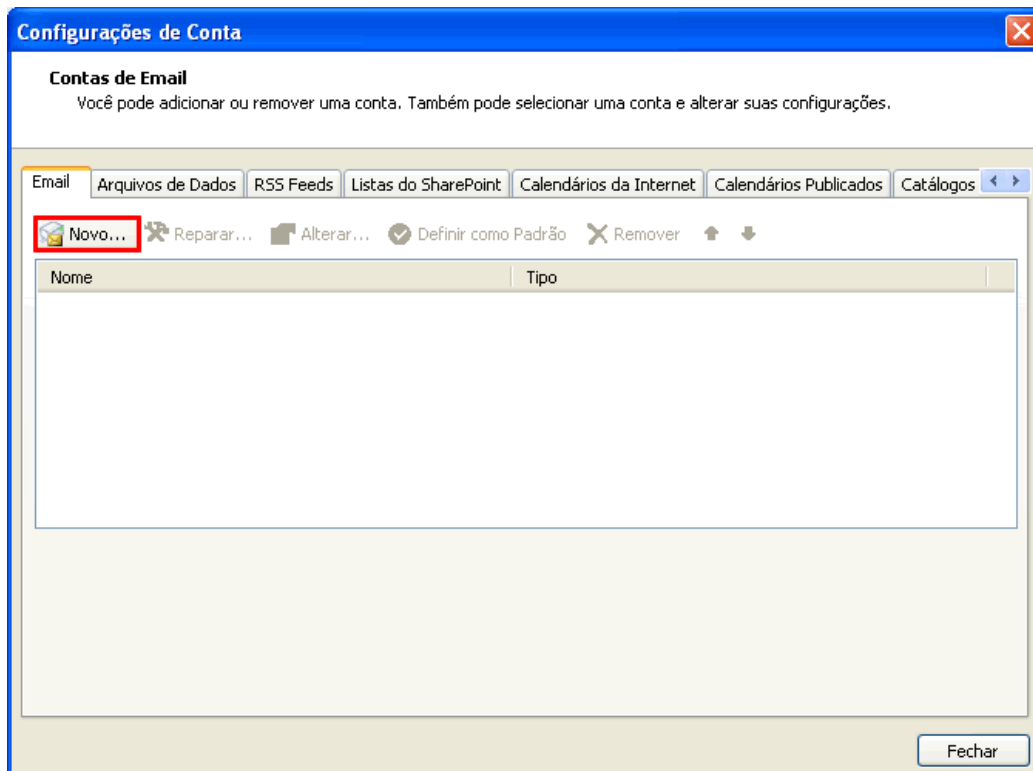 Configurações de Conta
Contas de Email
Você pode adicionar ou remover uma conta. Também pode selecionar uma conta e alterar suas configurações.
Email Arquivos de Dados RSS Feeds Listas do SharePoint Calendários da Internet Calendários Publicados Catálogos
Novo... Reparar... Alterar... Definir como Padrão Remover
Nome Tipo
Fechar